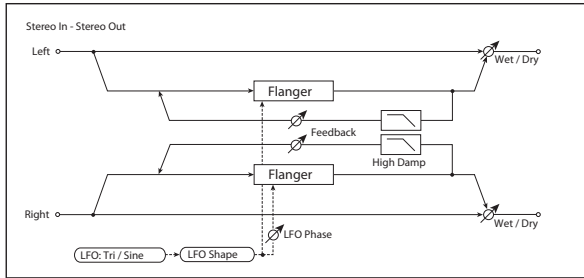 Stereo In - Stereo Out
Left
Wet / Dry
Flanger
Feedback
High Damp
Flanger
LFO Phase
Right
Wet / Dry
LFO: Tri / Sine
LFO Shape